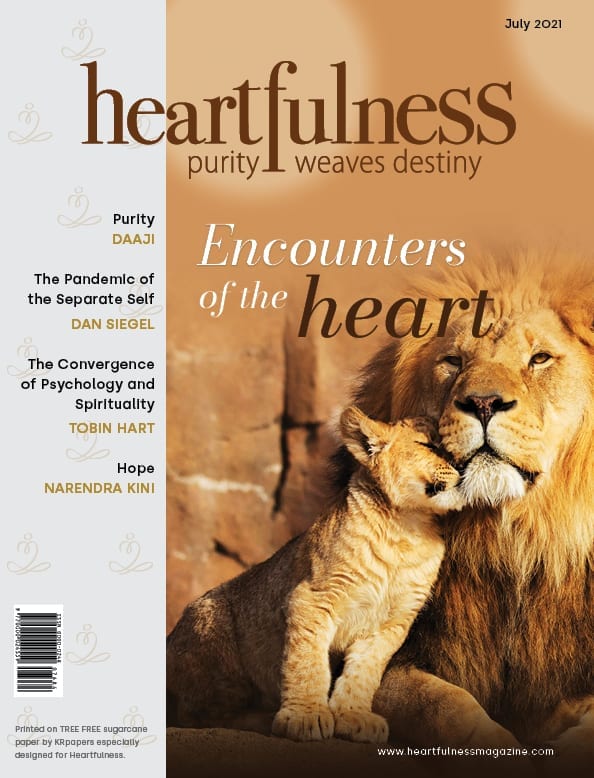 July 2021
heartfulness
purity weaves destiny
Encounters
of the heart
Purity
DAAJI
The Pandemic of
the Separate Self
DAN SIEGEL
The Convergence
of Psychology and
Spirituality
TOBIN HART
Hope
NARENDRA KINI
Printed on TREE FREE sugarcane
paper by KRpapers especially
designed for Heartfulness.
www.heartfulnessmagazine.com